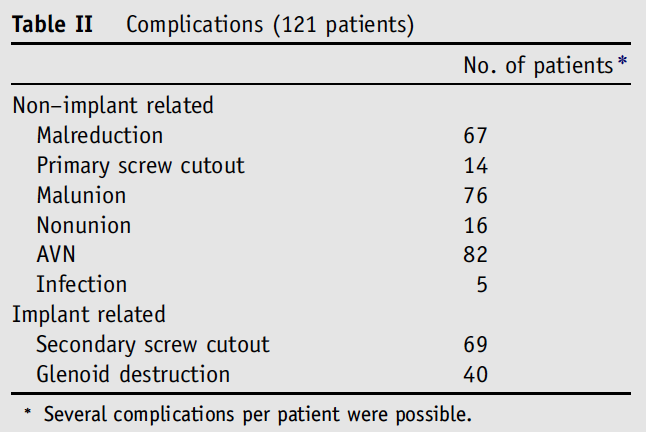 Table II Complications (121 patients)
No. of patients*
Non–implant related
Malreduction 67
Primary screw cutout 14
Malunion 76
Nonunion 16
AVN 82
Infection 5
Implant related
Secondary screw cutout 69
Glenoid destruction 40
* Several complications per patient were possible.